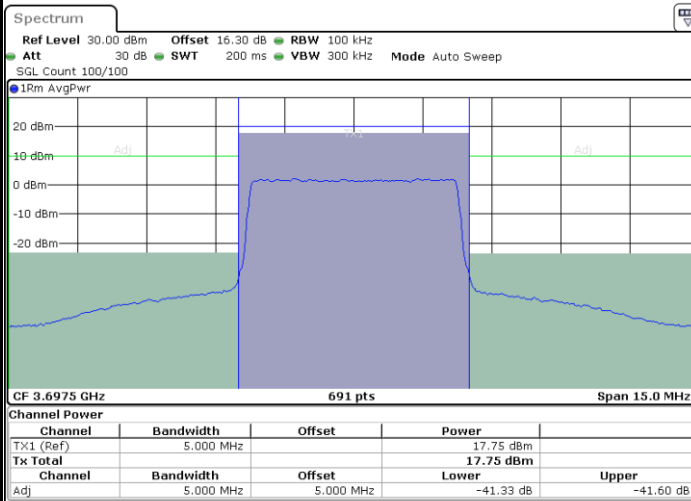 Spectrum
Ref Level 30.00 dBm Offset 16.30 dB RBW 100 kHz
Att 30 dB SWT 200 ms VBW 300 kHz Mode Auto Sweep
SGL Count 100/100
1Rm AvgPwr
20 dBm
TX1
Adj Adj
10 dBm
0 dBm
-10 dBm
-20 dBm
CF 3.6975 GHz 691 pts Span 15.0 MHz
Channel Power
Channel Bandwidth Offset Power
TX1 (Ref) 5.000 MHz 17.75 dBm
Tx Total 17.75 dBm
Channel Bandwidth Offset Lower Upper
Adj 5.000 MHz 5.000 MHz -41.33 dB -41.60 dB